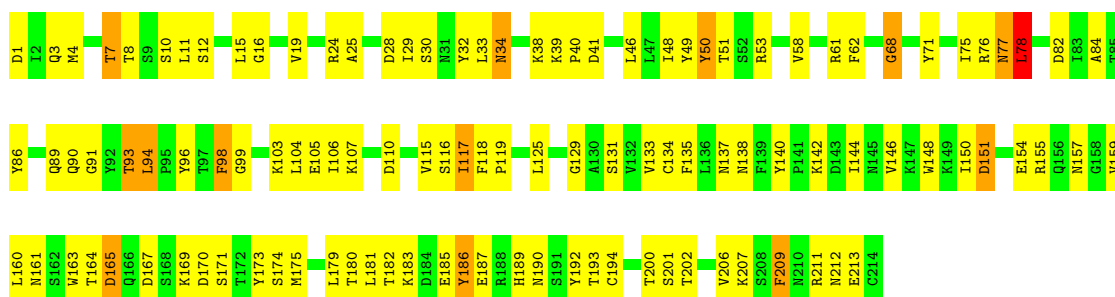 D1 I2 Q3 M4 T7 T8 S9 S10 L11 S12 L15 G16 V19 R24 A25 D28 I29 S30 N31 Y32 L33 N34 K38 K39 P40 D41 L46 L47 I48 Y49 Y50 T51 S52 R53 V58 R61 F62 G68 Y71 I75 R76 N77 L78 D82 I83 A84 T85
Y86 Q89 Q90 G91 Y92 T93 L94 P95 Y96 T97 F98 G99 K103 L104 E105 I106 K107 D110 V115 S116 I117 F118 P119 L125 G129 A130 S131 V132 V133 C134 F135 L136 N137 N138 F139 Y140 P141 K142 D143 I144 N145 V146 K147 W148 K149 I150 D151 E154 R155 Q156 N157 G158 V159
L160 N161 S162 W163 T164 D165 Q166 D167 S168 K169 D170 S171 T172 Y173 S174 M175 L179 T180 L181 T182 K183 D184 E185 Y186 E187 R188 H189 N190 S191 Y192 T193 C194 T200 S201 T202 V206 K207 S208 F209 N210 R211 N212 E213 C214